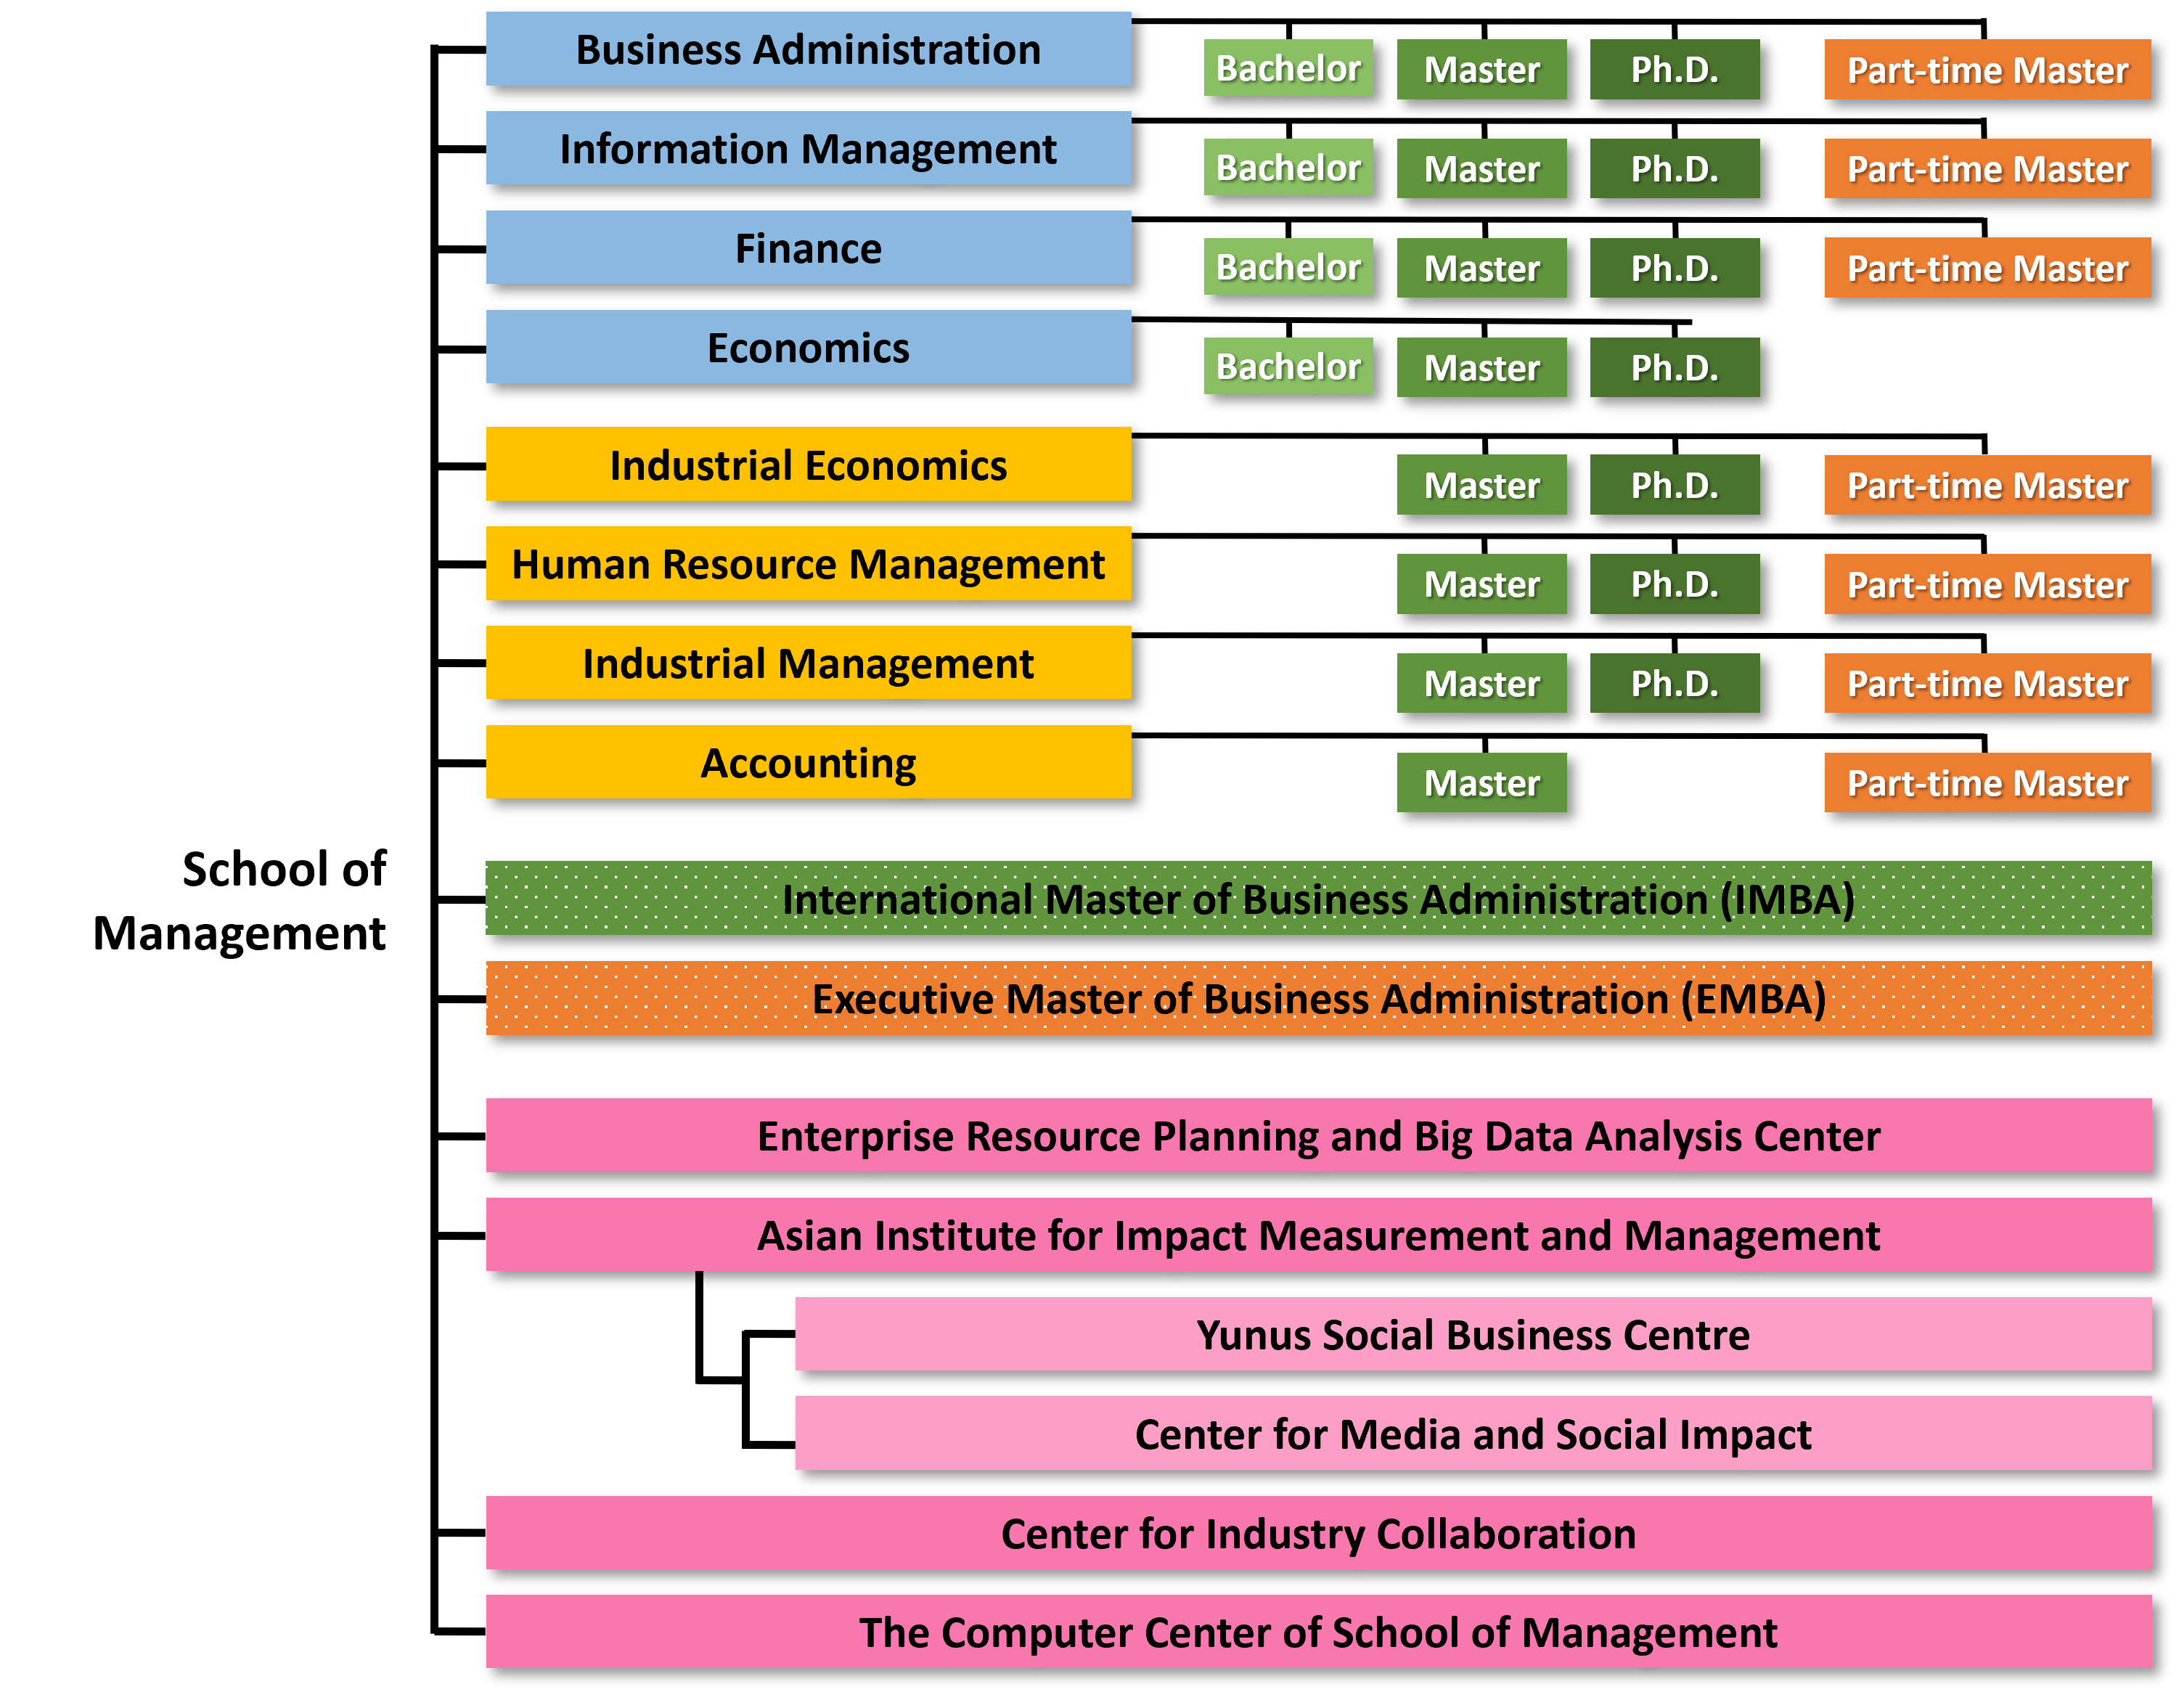 Business Administration
Bachelor Master Ph.D. Part-time Master
Information Management
Bachelor Master Ph.D. Part-time Master
Finance
Bachelor Master Ph.D. Part-time Master
Economics
Bachelor Master Ph.D.
Industrial Economics
Master Ph.D. Part-time Master
Human Resource Management
Master Ph.D. Part-time Master
Industrial Management
Master Ph.D. Part-time Master
Accounting
Master Part-time Master
School of
Management
International Master of Business Administration (IMBA)
Executive Master of Business Administration (EMBA)
Enterprise Resource Planning and Big Data Analysis Center
Asian Institute for Impact Measurement and Management
Yunus Social Business Centre
Center for Media and Social Impact
Center for Industry Collaboration
The Computer Center of School of Management